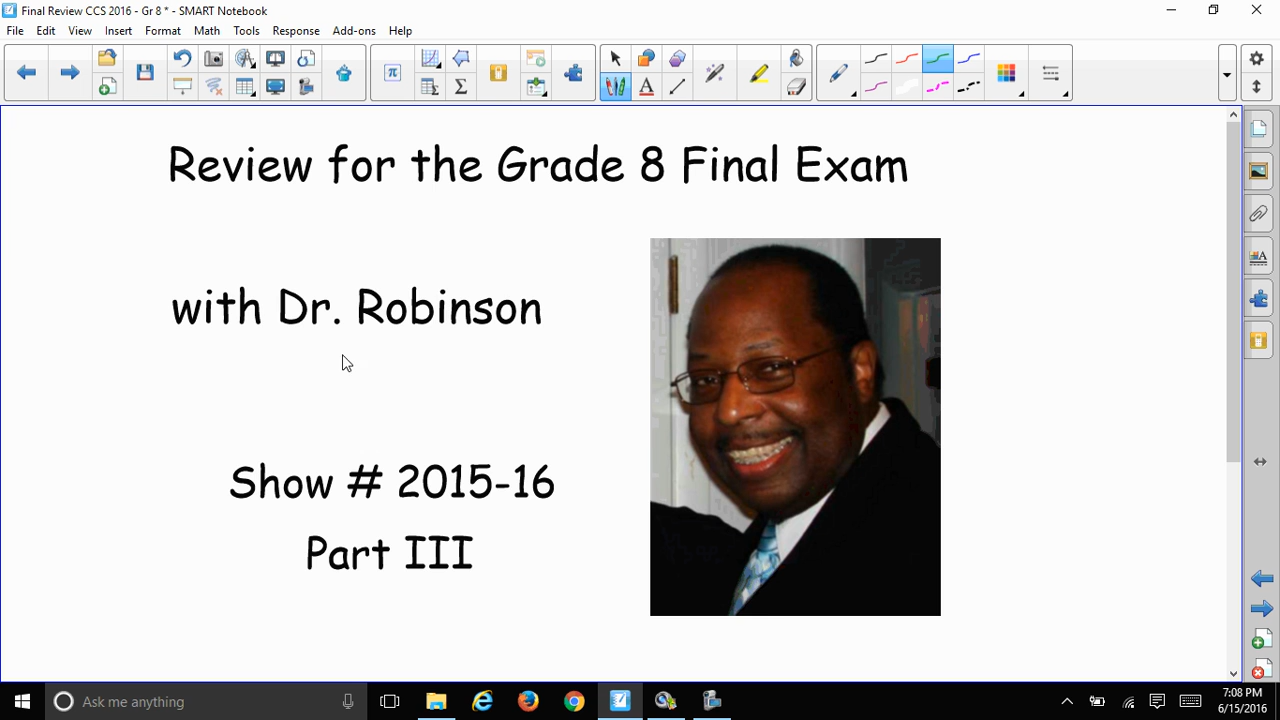 Final Review CCS 2016 - Gr 8 * - SMART Notebook
File Edit View Insert Format Math Tools Response Add-ons Help
Review for the Grade 8 Final Exam
with Dr. Robinson
Show # 2015-16
Part III
Ask me anything
7:08 PM
6/15/2016